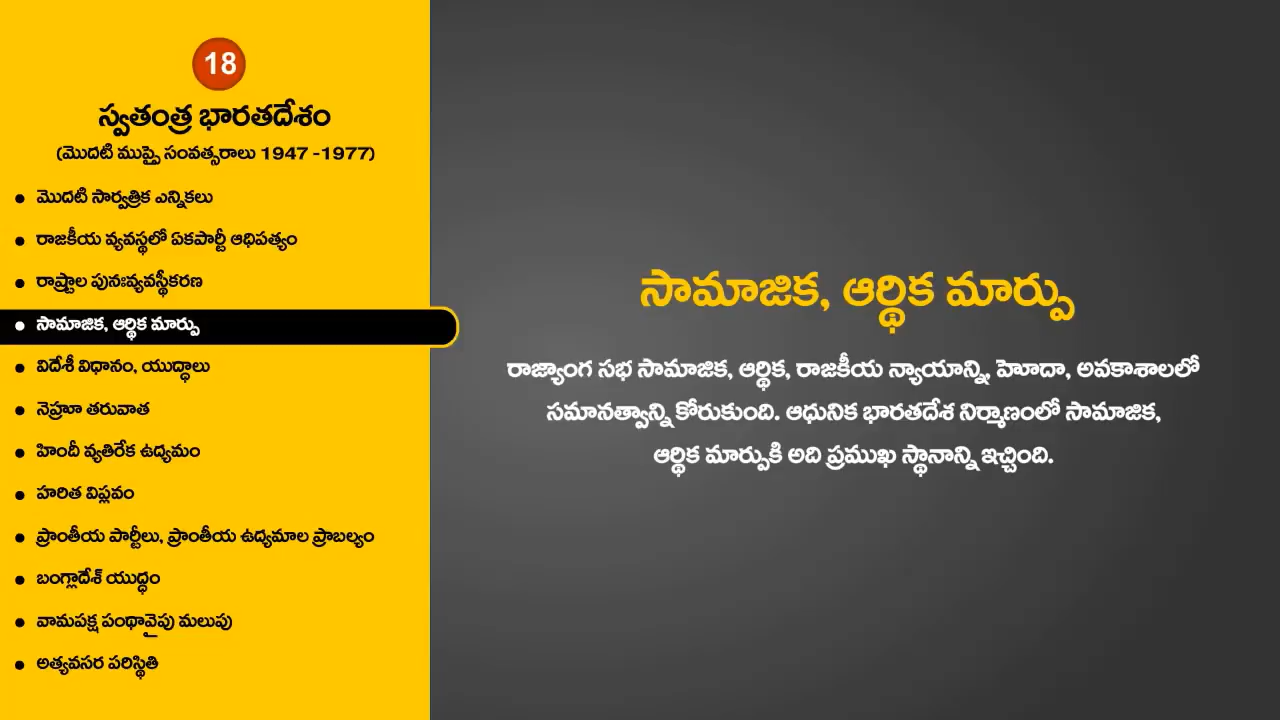 18
స్వతంత్ర భారతదేశం
(మొదటి ముప్పై సంవత్సరాలు 1947 -1977)
• మొదటి సార్వత్రిక ఎన్నికలు
• రాజకీయ వ్యవస్థలో ఏకపార్టీ ఆధిపత్యం
• రాష్ట్రాల పునఃవ్యవస్థీకరణ
• సామాజిక, ఆర్థిక మార్పు
• విదేశీ విధానం, యుద్ధాలు
• నెహ్రూ తరువాత
• హిందీ వ్యతిరేక ఉద్యమం
• హరిత విప్లవం
• ప్రాంతీయ పార్టీలు, ప్రాంతీయ ఉద్యమాల ప్రాబల్యం
• బంగ్లాదేశ్ యుద్ధం
• వామపక్ష పంథావైపు మలుపు
• అత్యవసర పరిస్థితి
సామాజిక, ఆర్థిక మార్పు
రాజ్యాంగ సభ సామాజిక, ఆర్థిక, రాజకీయ న్యాయాన్ని, హెూదా, అవకాశాలలో
సమానత్వాన్ని కోరుకుంది. ఆధునిక భారతదేశ నిర్మాణంలో సామాజిక,
ఆర్థిక మార్పుకి అది ప్రముఖ స్థానాన్ని ఇచ్చింది.